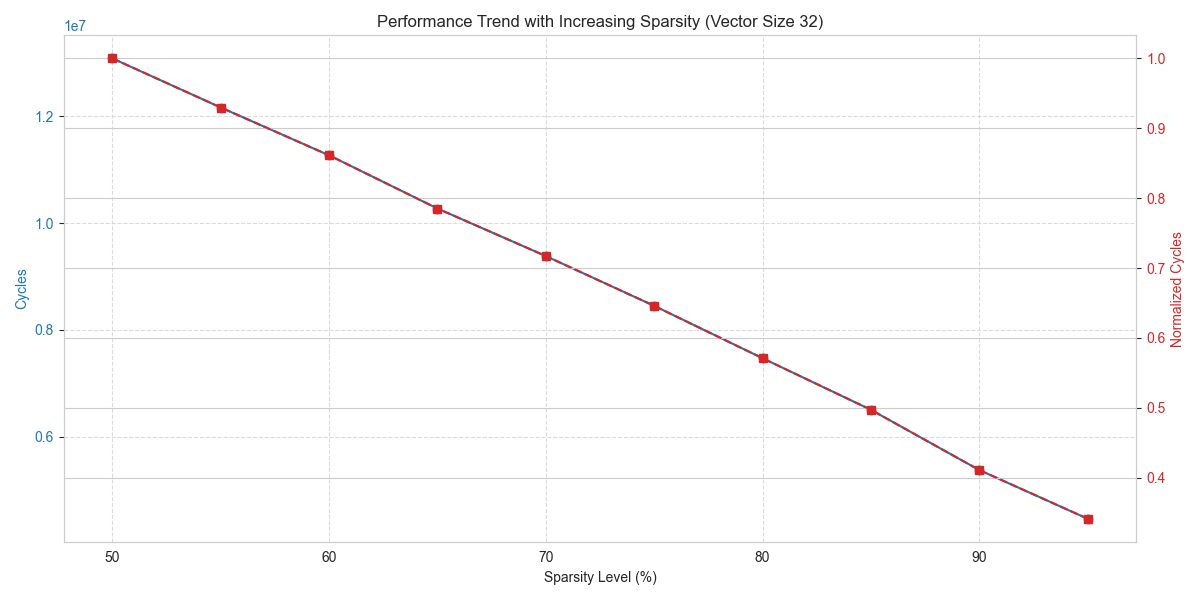 Performance Trend with Increasing Sparsity (Vector Size 32)
1e7
1.2
1.0
0.8
0.6
Cycles
1.0
0.9
0.8
0.7
0.6
0.5
0.4
Normalized Cycles
50 60 70 80 90
Sparsity Level (%)